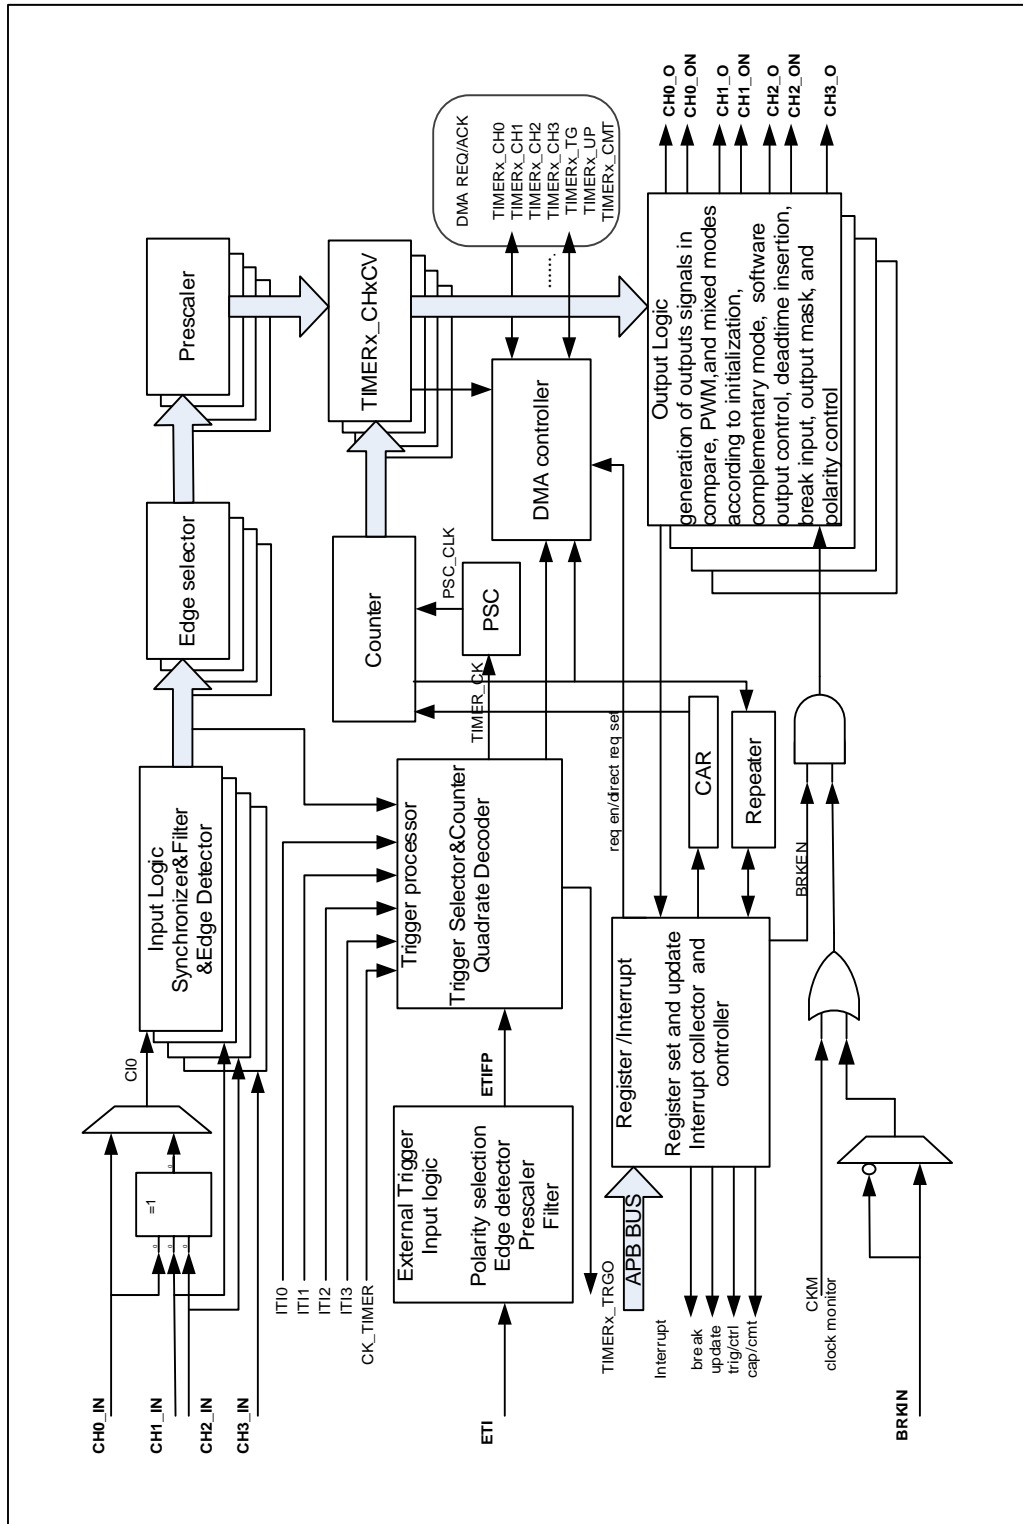 CH0_IN
CH1_IN
CH2_IN
CH3_IN
=1
0
0
0
0
CI0
Input Logic
Synchronizer&Filter
&Edge Detector
Edge selector
Prescaler
ITI0
ITI1
ITI2
ITI3
CK_TIMER
Trigger processor
Trigger Selector&Counter
Quadrate Decoder
TIMER_CK
PSC
PSC_CLK
Counter
TIMERx_CHxCV
DMA REQ/ACK
TIMERx_CH0
TIMERx_CH1
TIMERx_CH2
TIMERx_CH3
TIMERx_TG
TIMERx_UP
TIMERx_CMT
.......
DMA controller
ETI
External Trigger
Input logic
Polarity selection
Edge detector
Prescaler
Filter
ETIFP
TIMERx_TRGO
req en/direct req set
APB BUS
Register /Interrupt
Register set and update
Interrupt collector and
controller
CAR
Repeater
Interrupt
break
update
trig/ctrl
cap/cmt
BRKEN
CKM
clock monitor
BRKIN
Output Logic
generation of outputs signals in
compare, PWM,and mixed modes
according to initialization,
complementary mode, software
output control, deadtime insertion,
break input, output mask, and
polarity control
CH0_O
CH0_ON
CH1_O
CH1_ON
CH2_O
CH2_ON
CH3_O